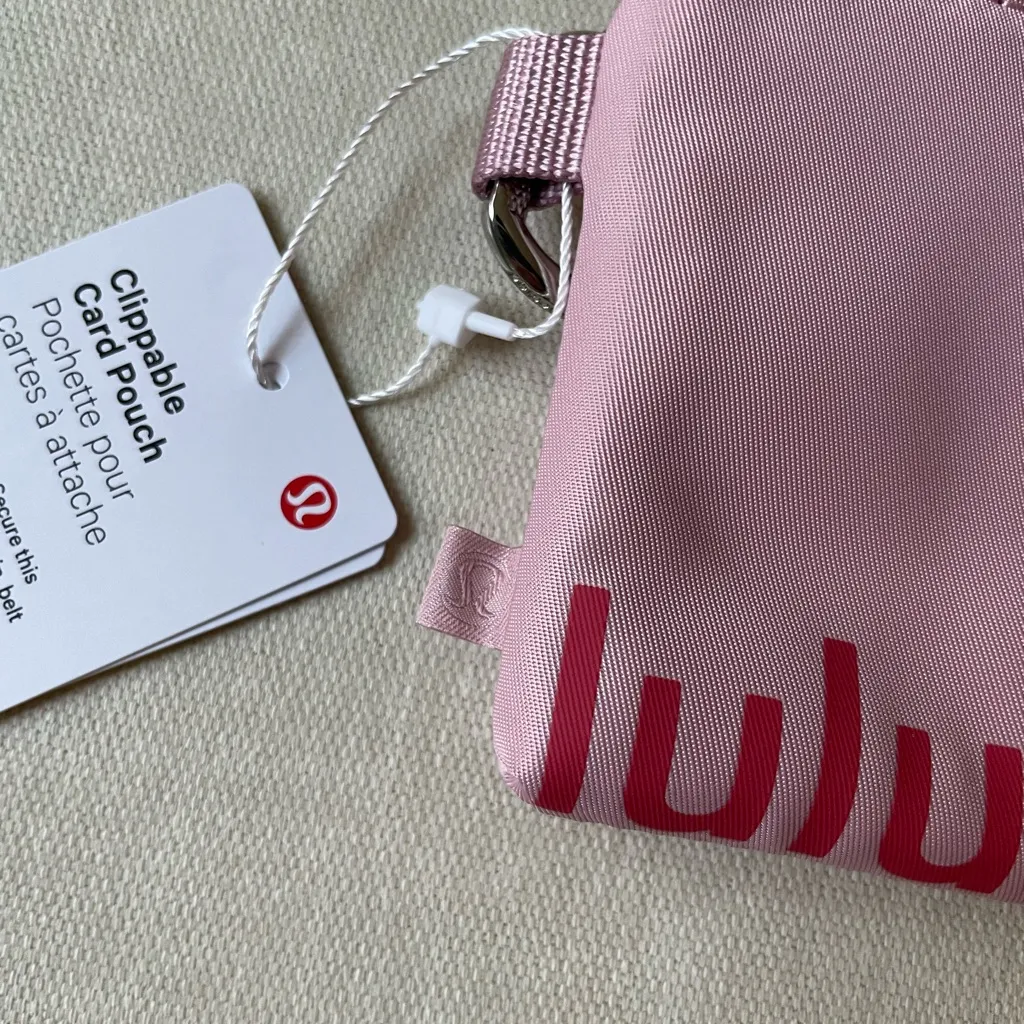 Clippable
Card Pouch
Pochette pour
cartes à attache
Secure this
belt
lulu